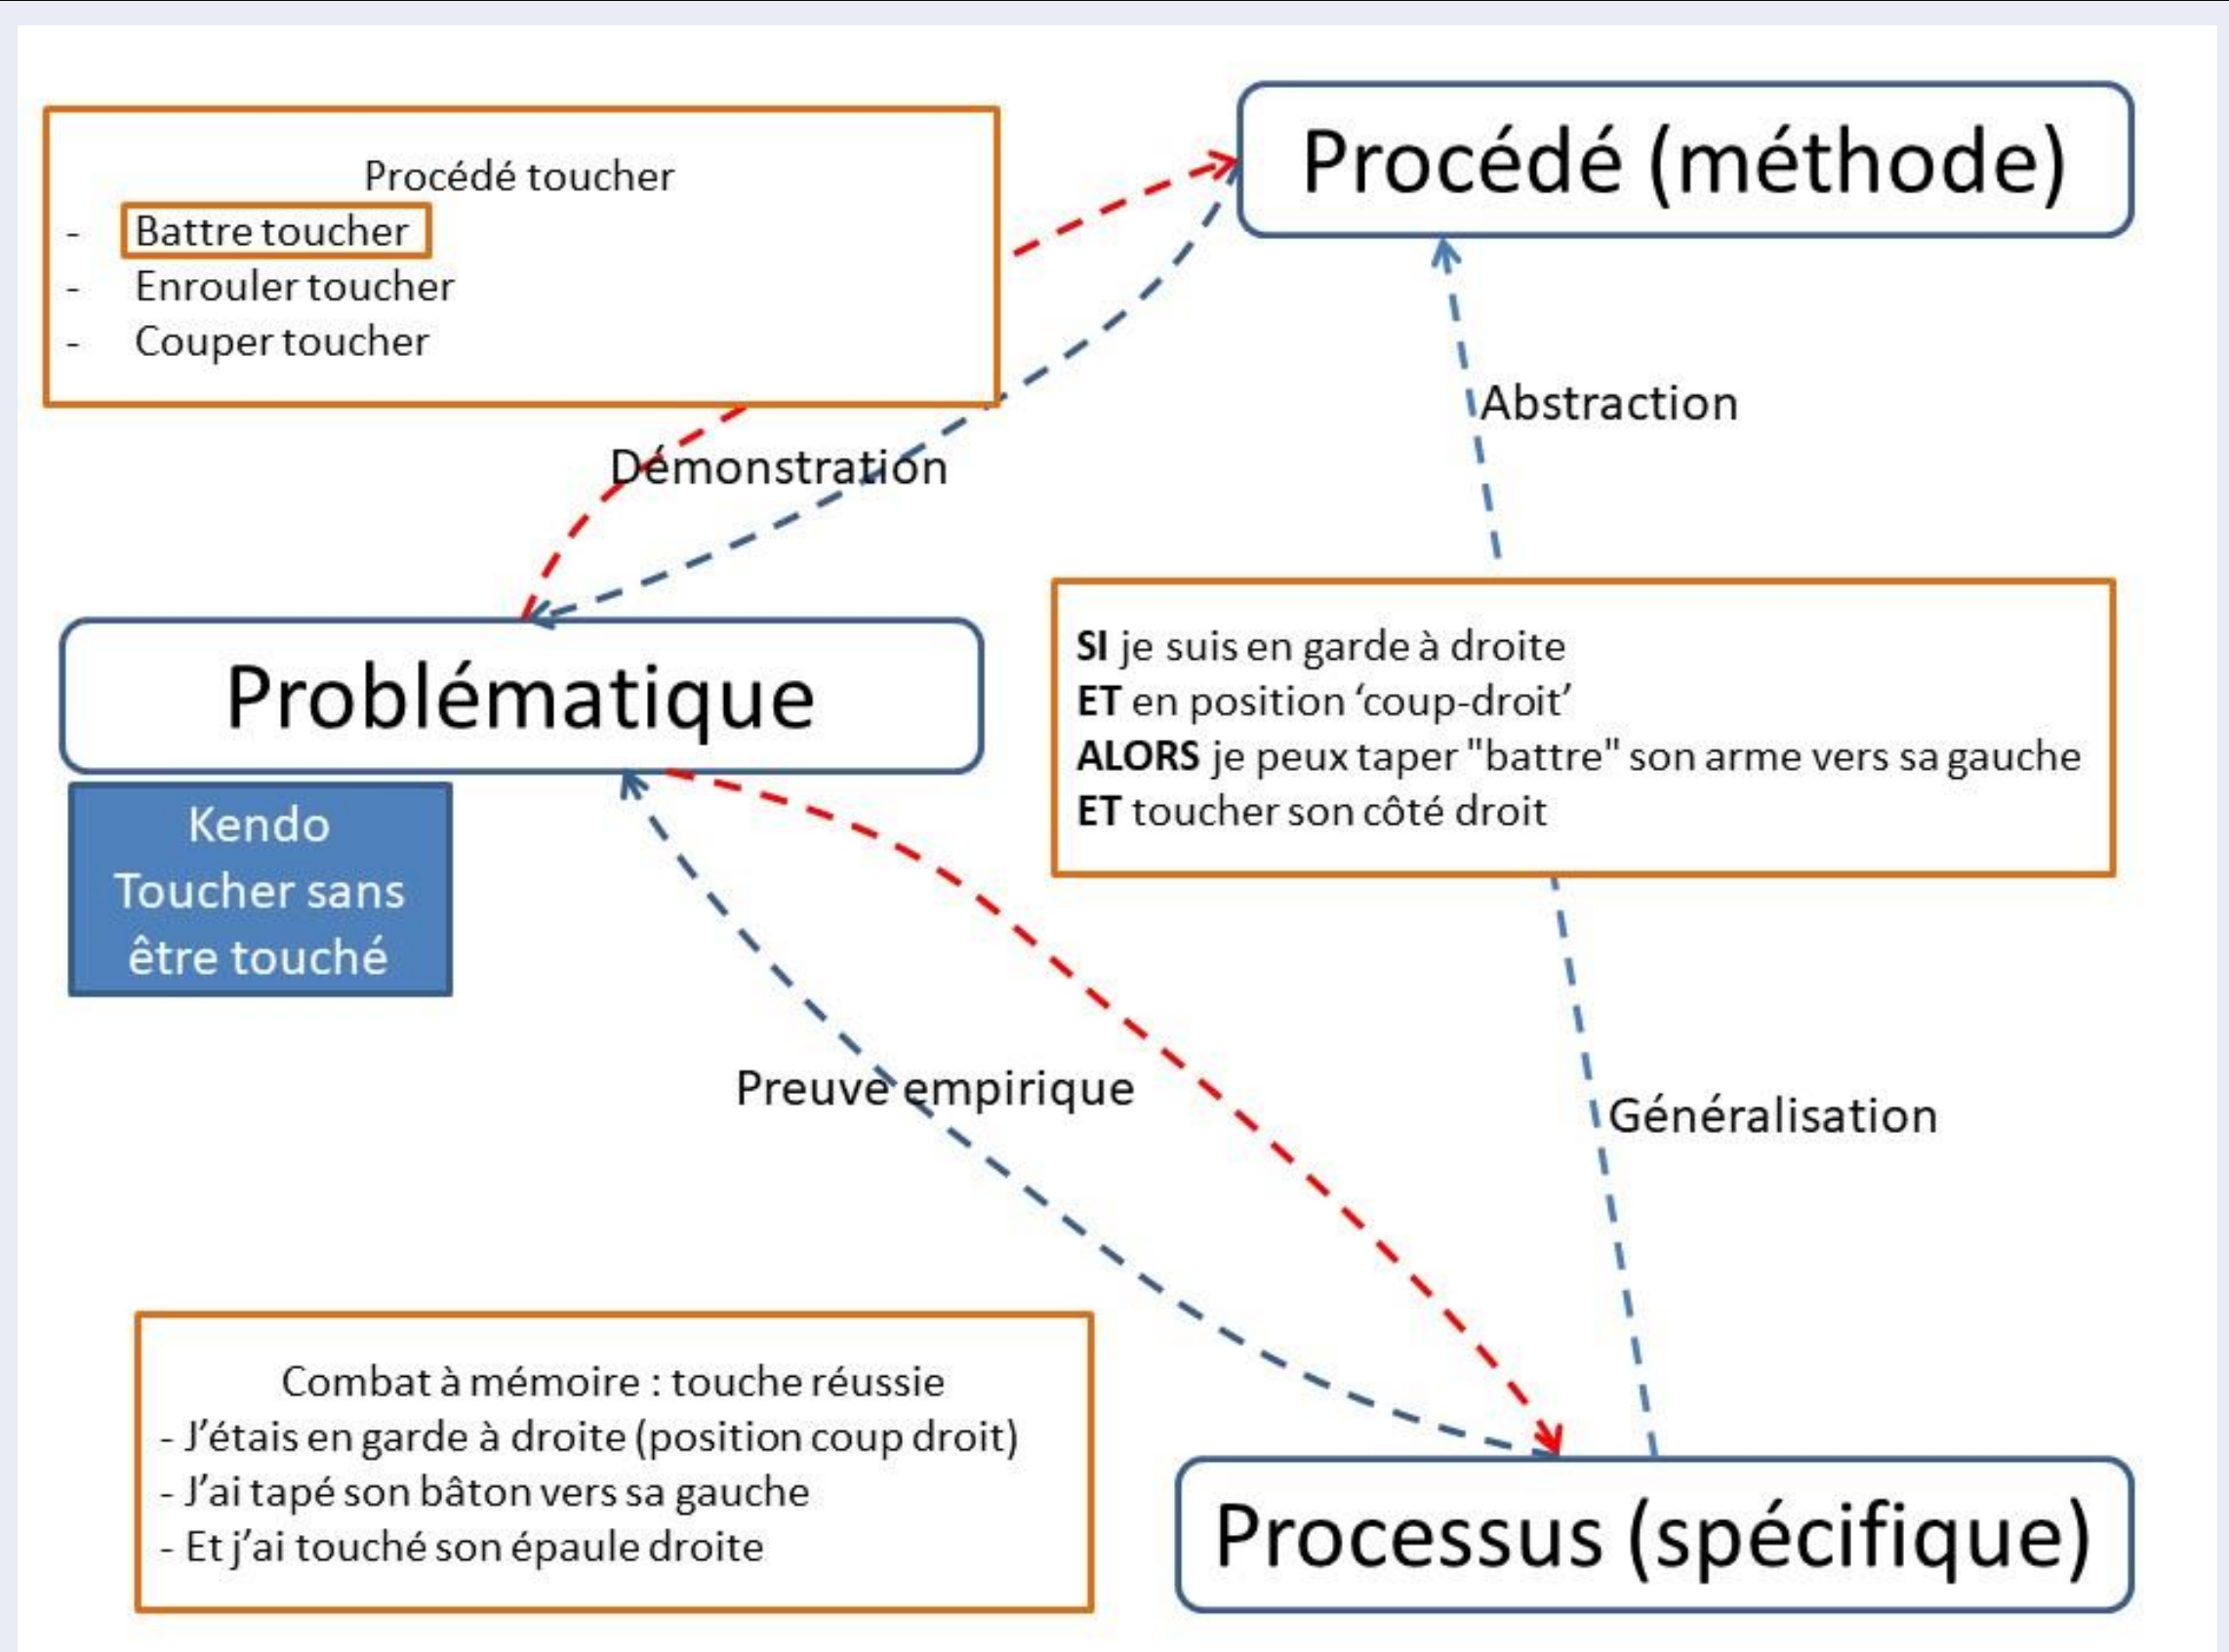 Procédé (méthode)
Procédé toucher
- Battre toucher
- Enrouler toucher
- Couper toucher
Abstraction
Démonstration
Problématique
Kendo
Toucher sans
être touché
SI je suis en garde à droite
ET en position ‘coup-droit’
ALORS je peux taper "battre" son arme vers sa gauche
ET toucher son côté droit
Preuve empirique
Généralisation
Combat à mémoire : touche réussie
- J’étais en garde à droite (position coup droit)
- J’ai tapé son bâton vers sa gauche
- Et j’ai touché son épaule droite
Processus (spécifique)